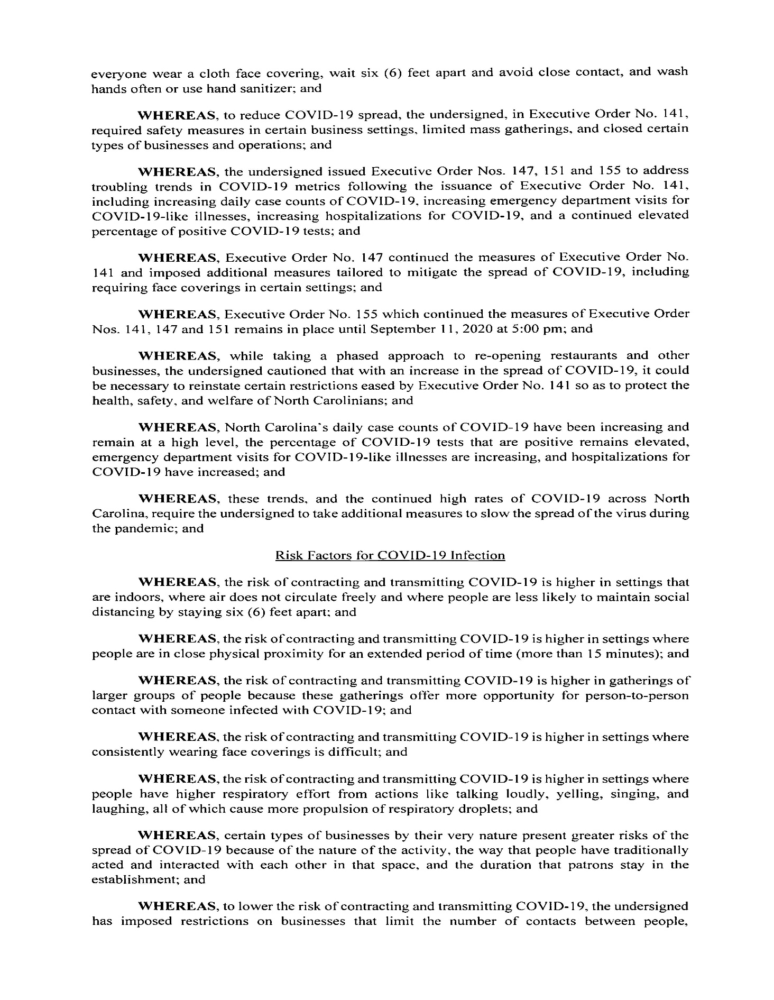 everyone wear a cloth face covering, wait six (6) feet apart and avoid close contact, and wash
hands often or use hand sanitizer; and
WHEREAS, to reduce COVID-19 spread, the undersigned, in Executive Order No. 141,
required safety measures in certain business settings, limited mass gatherings, and closed certain
types of businesses and operations; and
WHEREAS, the undersigned issued Executive Order Nos. 147, 151 and 155 to address
troubling trends in COVID-19 metrics following the issuance of Executive Order No. 141,
including increasing daily case counts of COVID-19, increasing emergency department visits for
COVID-19-like illnesses, increasing hospitalizations for COVID-19, and a continued elevated
percentage of positive COVID-19 tests; and
WHEREAS, Executive Order No. 147 continued the measures of Executive Order No.
141 and imposed additional measures tailored to mitigate the spread of COVID-19, including
requiring face coverings in certain settings; and
WHEREAS, Executive Order No. 155 which continued the measures of Executive Order
Nos. 141, 147 and 151 remains in place until September 11, 2020 at 5:00 pm; and
WHEREAS, while taking a phased approach to re-opening restaurants and other
businesses, the undersigned cautioned that with an increase in the spread of COVID-19, it could
be necessary to reinstate certain restrictions eased by Executive Order No. 141 so as to protect the
health, safety, and welfare of North Carolinians; and
WHEREAS, North Carolina's daily case counts of COVID-19 have been increasing and
remain at a high level, the percentage of COVID-19 tests that are positive remains elevated,
emergency department visits for COVID-19-like illnesses are increasing, and hospitalizations for
COVID-19 have increased; and
WHEREAS, these trends, and the continued high rates of COVID-19 across North
Carolina, require the undersigned to take additional measures to slow the spread of the virus during
the pandemic; and
Risk Factors for COVID-19 Infection
WHEREAS, the risk of contracting and transmitting COVID-19 is higher in settings that
are indoors, where air does not circulate freely and where people are less likely to maintain social
distancing by staying six (6) feet apart; and
WHEREAS, the risk of contracting and transmitting COVID-19 is higher in settings where
people are in close physical proximity for an extended period of time (more than 15 minutes); and
WHEREAS, the risk of contracting and transmitting COVID-19 is higher in gatherings of
larger groups of people because these gatherings offer more opportunity for person-to-person
contact with someone infected with COVID-19; and
WHEREAS, the risk of contracting and transmitting COVID-19 is higher in settings where
consistently wearing face coverings is difficult; and
WHEREAS, the risk of contracting and transmitting COVID-19 is higher in settings where
people have higher respiratory effort from actions like talking loudly, yelling, singing, and
laughing, all of which cause more propulsion of respiratory droplets; and
WHEREAS, certain types of businesses by their very nature present greater risks of the
spread of COVID-19 because of the nature of the activity, the way that people have traditionally
acted and interacted with each other in that space, and the duration that patrons stay in the
establishment; and
WHEREAS, to lower the risk of contracting and transmitting COVID-19, the undersigned
has imposed restrictions on businesses that limit the number of contacts between people,